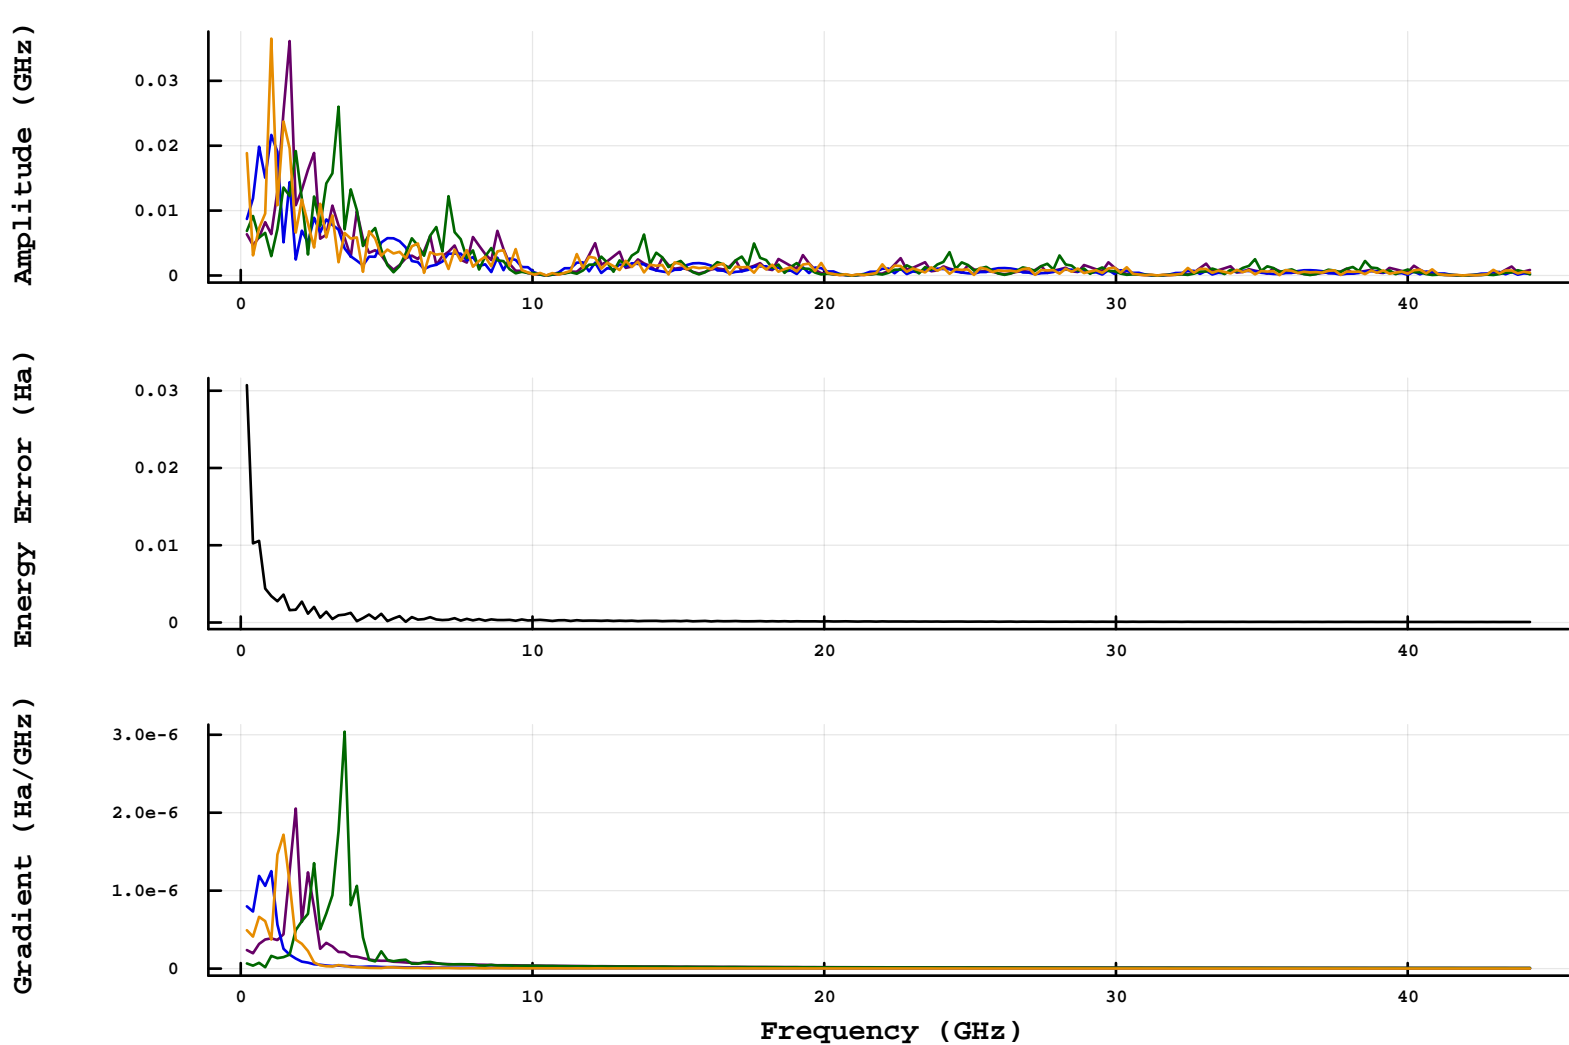 Amplitude (GHz)
0.03
0.02
0.01
0
0 10 20 30 40
Energy Error (Ha)
0.03
0.02
0.01
0
0 10 20 30 40
Gradient (Ha/GHz)
3.0e-6
2.0e-6
1.0e-6
0
0 10 20 30 40
Frequency (GHz)